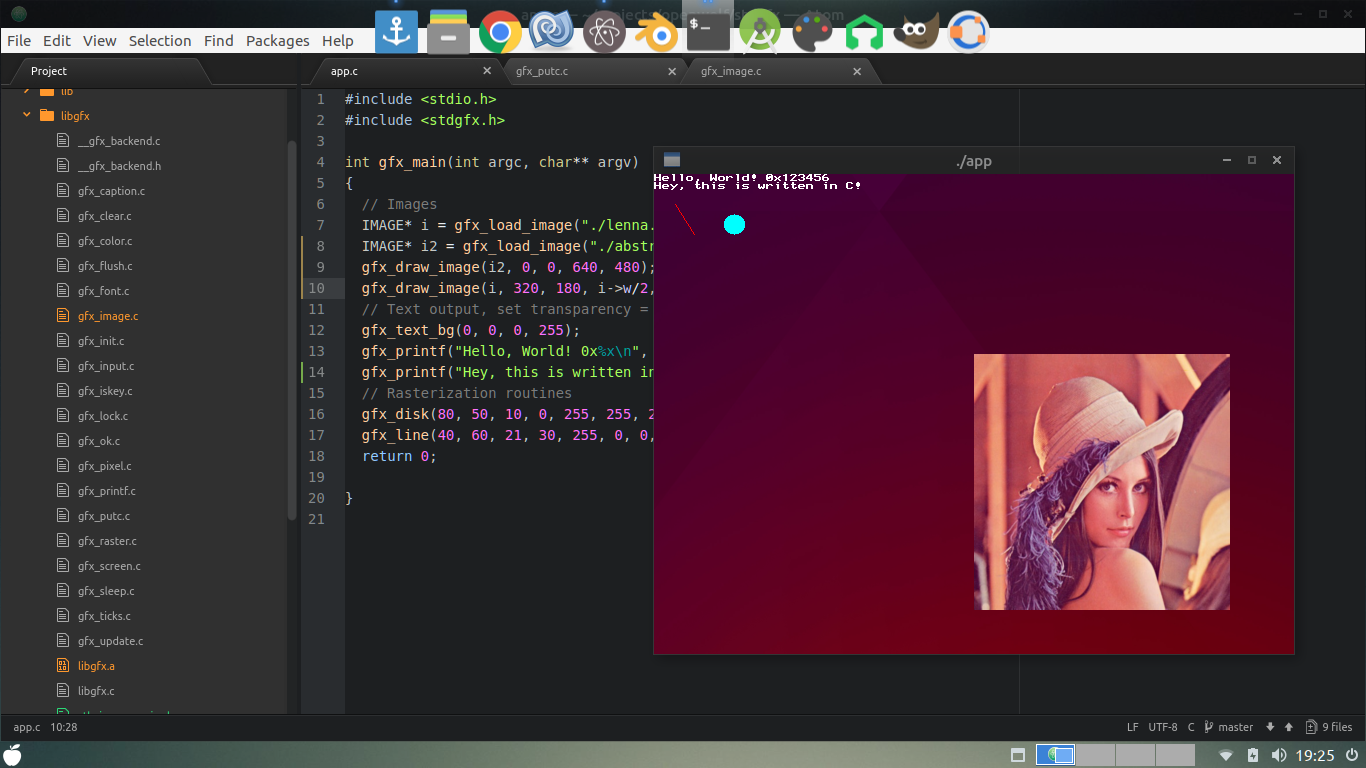 File Edit View Selection Find Packages Help
Project
app.c
gfx_putc.c
gfx_image.c
lib
libgfx
__gfx_backend.c
__gfx_backend.h
gfx_caption.c
gfx_clear.c
gfx_color.c
gfx_flush.c
gfx_font.c
gfx_image.c
gfx_init.c
gfx_input.c
gfx_iskey.c
gfx_lock.c
gfx_ok.c
gfx_pixel.c
gfx_printf.c
gfx_putc.c
gfx_raster.c
gfx_screen.c
gfx_sleep.c
gfx_ticks.c
gfx_update.c
libgfx.a
libgfx.c
1 #include <stdio.h>
2 #include <stdgfx.h>
3
4 int gfx_main(int argc, char** argv)
5 {
6 // Images
7 IMAGE* i = gfx_load_image("./lenna.
8 IMAGE* i2 = gfx_load_image("./abstr
9 gfx_draw_image(i2, 0, 0, 640, 480);
10 gfx_draw_image(i, 320, 180, i->w/2,
11 // Text output, set transparency =
12 gfx_text_bg(0, 0, 0, 255);
13 gfx_printf("Hello, World! 0x%x\n",
14 gfx_printf("Hey, this is written in
15 // Rasterization routines
16 gfx_disk(80, 50, 10, 0, 255, 255, 2
17 gfx_line(40, 60, 21, 30, 255, 0, 0,
18 return 0;
19
20 }
21
./app
Hello, World! 0x123456
Hey, this is written in C!
app.c 10:28
LF UTF-8 C master 9 files
19:25